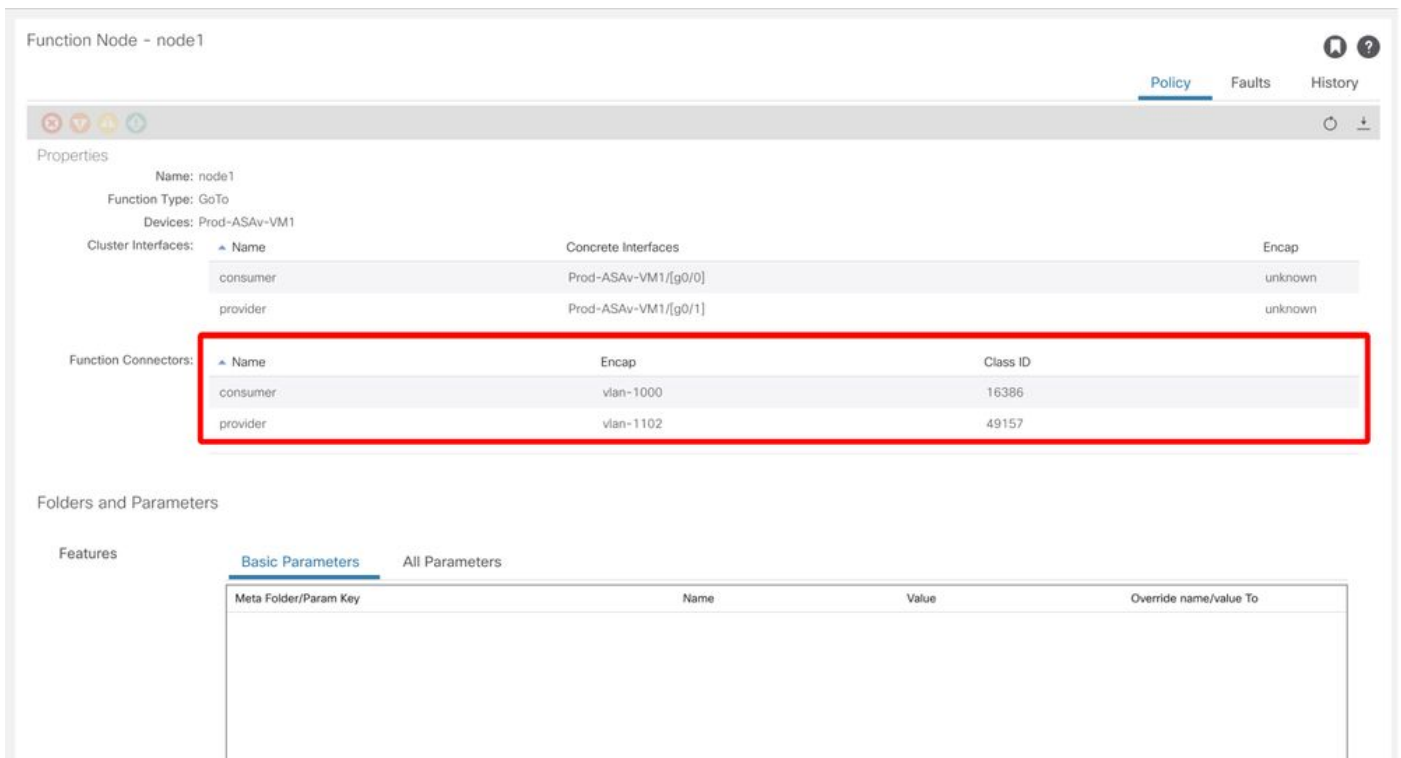 Function Node - node1
Policy Faults History
Properties
Name: node1
Function Type: GoTo
Devices: Prod-ASAv-VM1
Cluster Interfaces: Name Concrete Interfaces Encap
consumer Prod-ASAv-VM1/[g0/0] unknown
provider Prod-ASAv-VM1/[g0/1] unknown
Function Connectors: Name Encap Class ID
consumer vlan-1000 16386
provider vlan-1102 49157
Folders and Parameters
Features Basic Parameters All Parameters
Meta Folder/Param Key Name Value Override name/value To